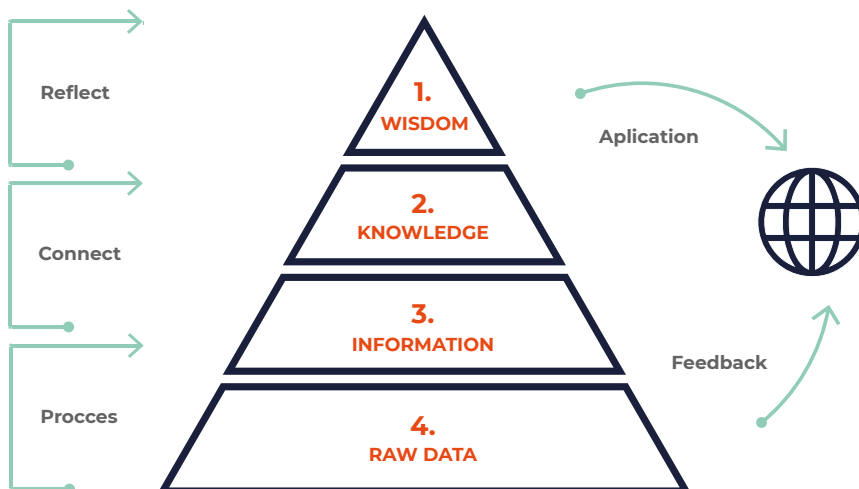 Reflect
1.
WISDOM
Aplication
2.
KNOWLEDGE
Connect
3.
INFORMATION
Feedback
Procces
4.
RAW DATA